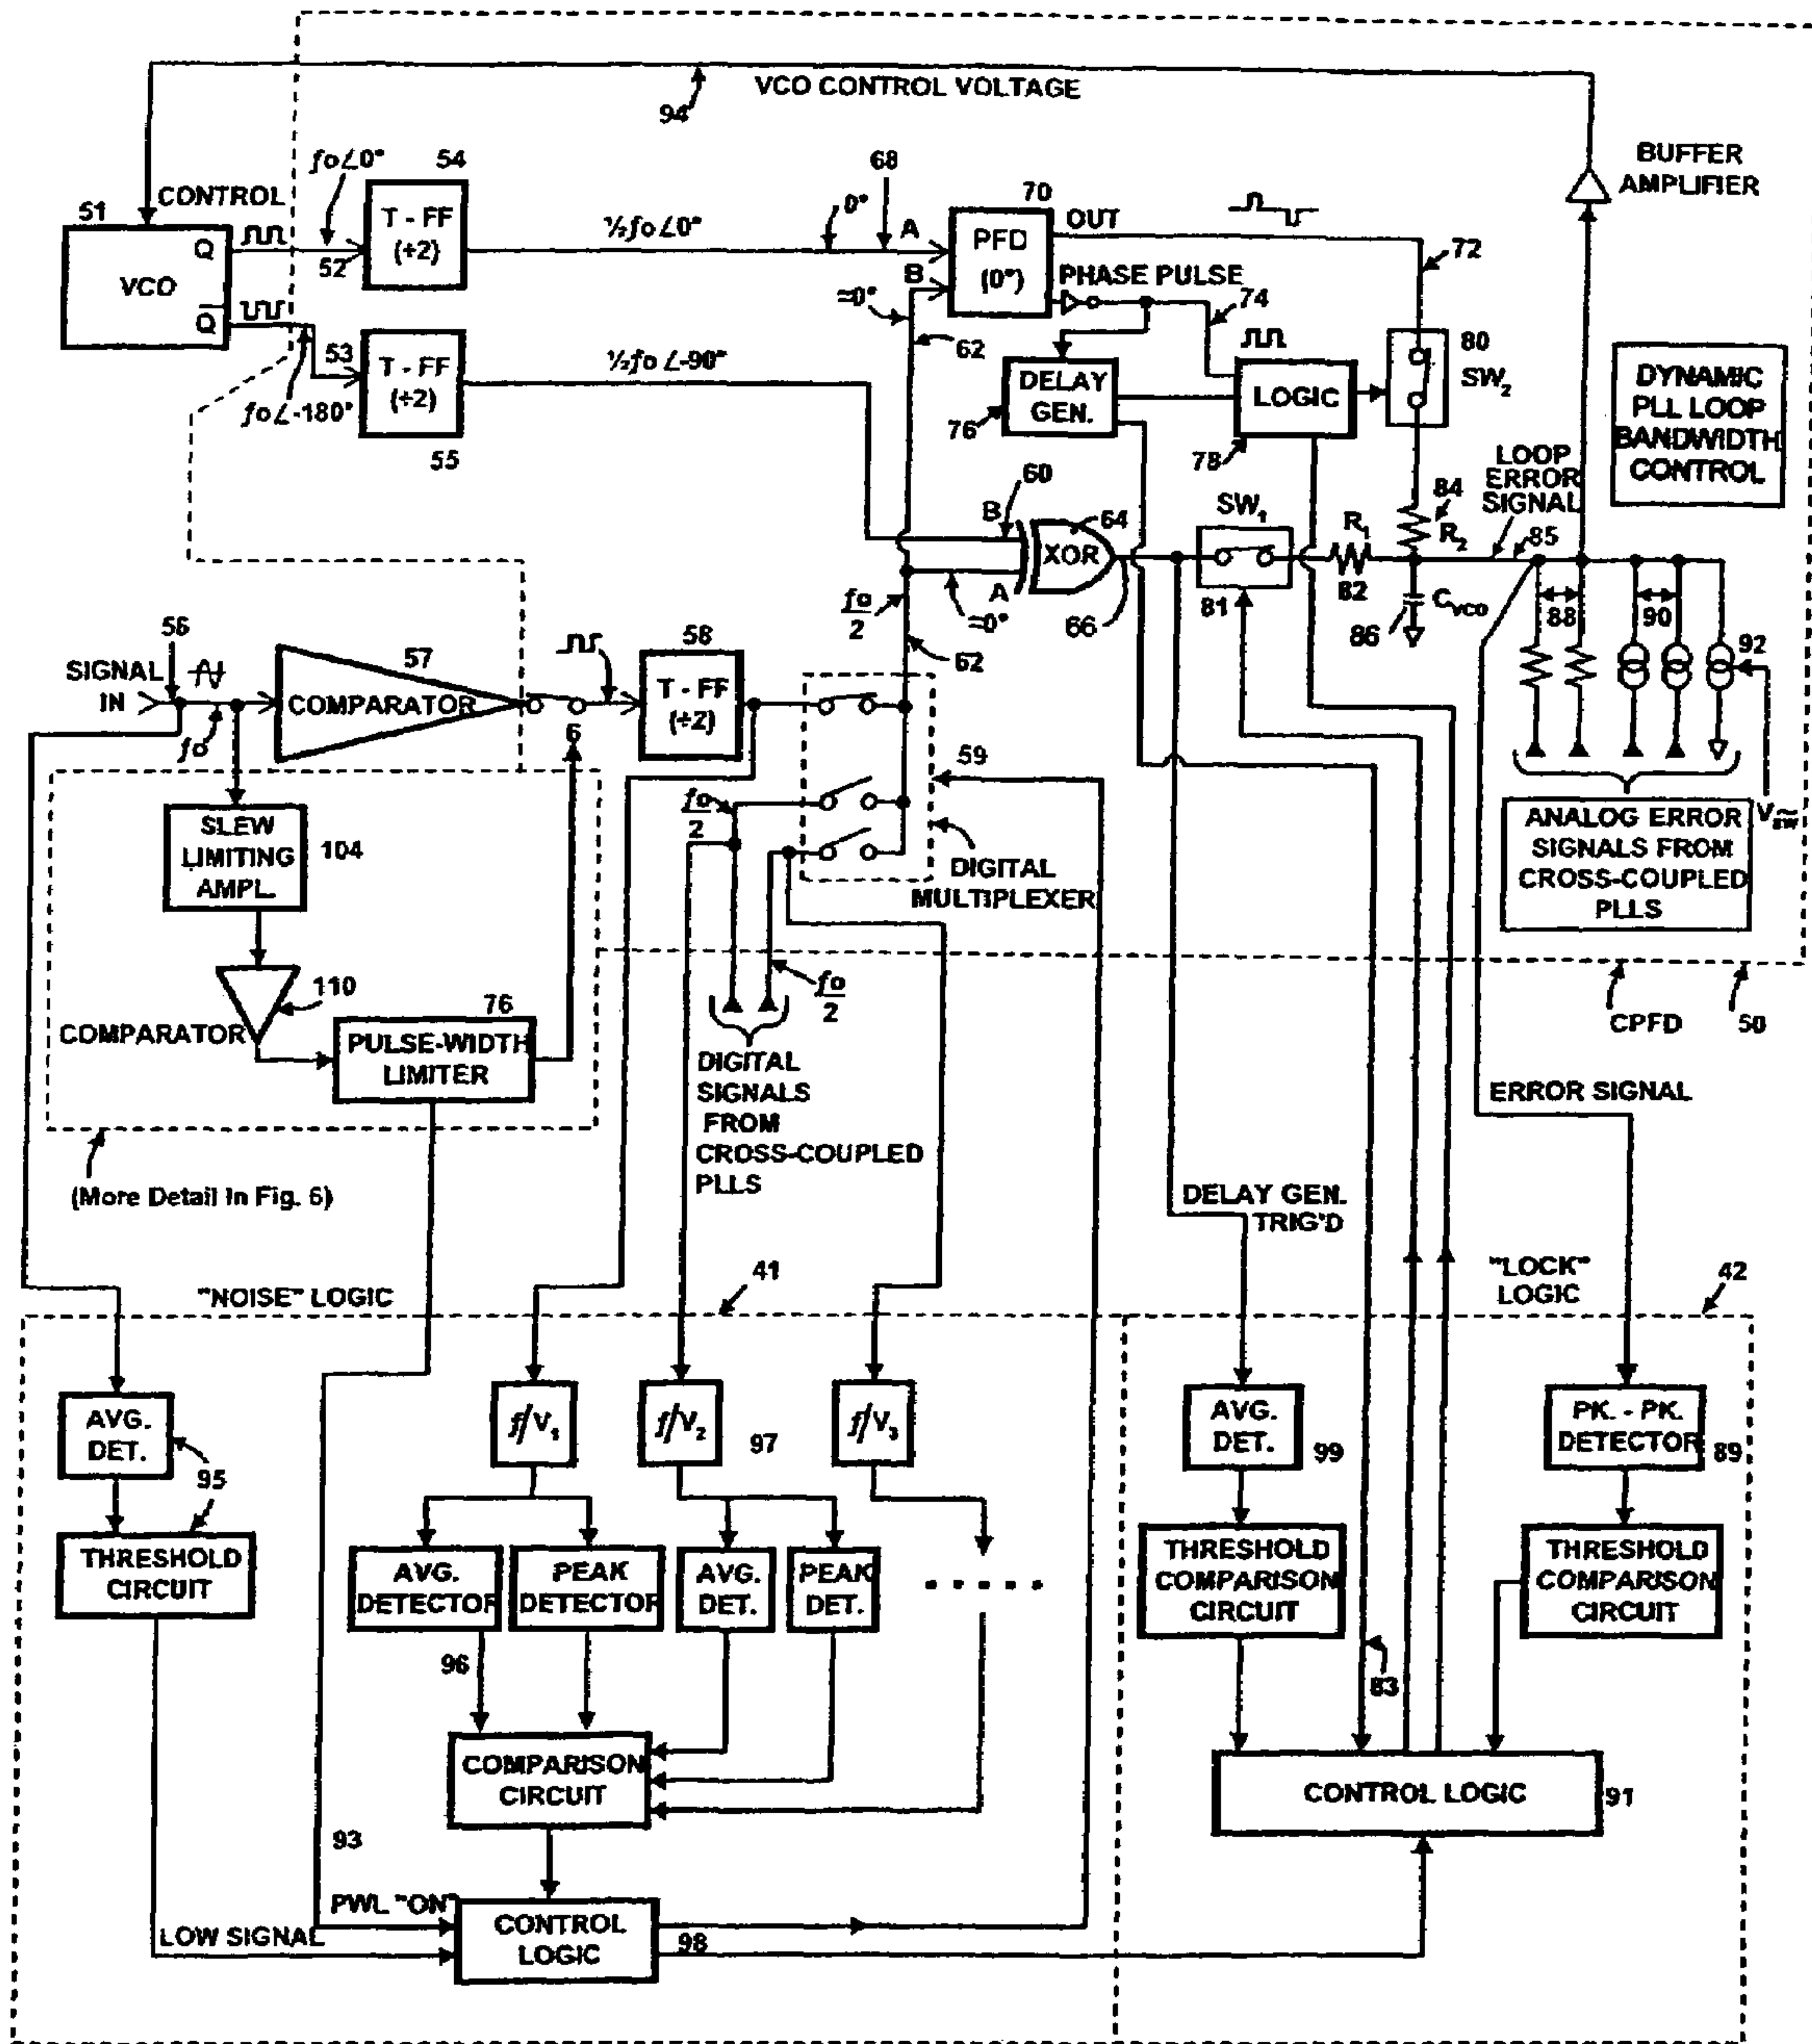 VCO CONTROL VOLTAGE
94
BUFFER
AMPLIFIER
CONTROL
51
VCO
Q
Q̅
fo∠0°
52
54
T - FF
(÷2)
½fo∠0°
0°
68
A
B
≈0°
62
70
PFD
(0°)
OUT
PHASE PULSE
72
74
fo∠-180°
53
T - FF
(÷2)
55
½fo∠-90°
DELAY
GEN.
76
LOGIC
78
80
SW₂
DYNAMIC
PLL LOOP
BANDWIDTH
CONTROL
60
B
A
XOR
64
66
≈0°
fo
2
62
SW₁
81
R₁
82
84
R₂
LOOP
ERROR
SIGNAL
85
86
C_VCO
88
90
92
V_sw
ANALOG ERROR
SIGNALS FROM
CROSS-COUPLED
PLLS
56
SIGNAL
IN
fo
57
COMPARATOR
6
58
T - FF
(÷2)
59
DIGITAL
MULTIPLEXER
fo
2
fo
2
DIGITAL
SIGNALS
FROM
CROSS-COUPLED
PLLS
SLEW
LIMITING
AMPL.
104
110
COMPARATOR
76
PULSE-WIDTH
LIMITER
(More Detail In Fig. 6)
CPFD
50
ERROR SIGNAL
DELAY GEN.
TRIG'D
"NOISE" LOGIC
41
"LOCK"
LOGIC
42
AVG.
DET.
95
THRESHOLD
CIRCUIT
f/V₁
f/V₂
97
f/V₃
AVG.
DETECTOR
PEAK
DETECTOR
AVG.
DET.
PEAK
DET.
96
COMPARISON
CIRCUIT
93
PWL "ON"
LOW SIGNAL
CONTROL
LOGIC
98
AVG.
DET.
99
PK. - PK.
DETECTOR
89
THRESHOLD
COMPARISON
CIRCUIT
THRESHOLD
COMPARISON
CIRCUIT
83
CONTROL LOGIC
91